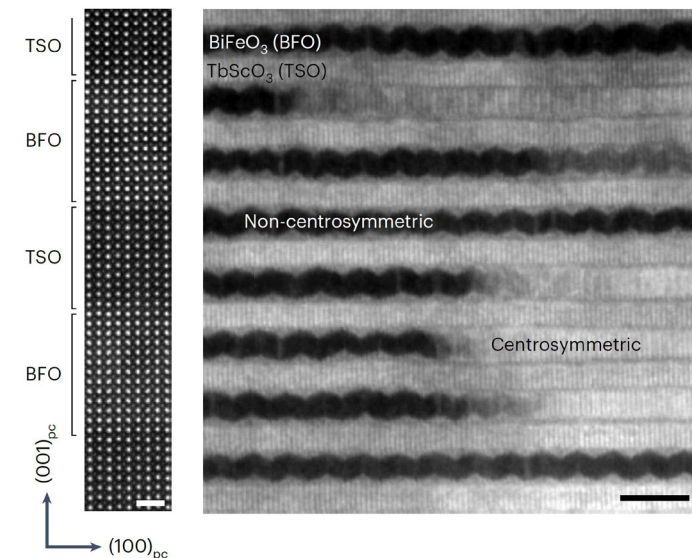 TSO
BFO
TSO
BFO
(001)pc
(100)pc
BiFeO₃ (BFO)
TbScO₃ (TSO)
Non-centrosymmetric
Centrosymmetric